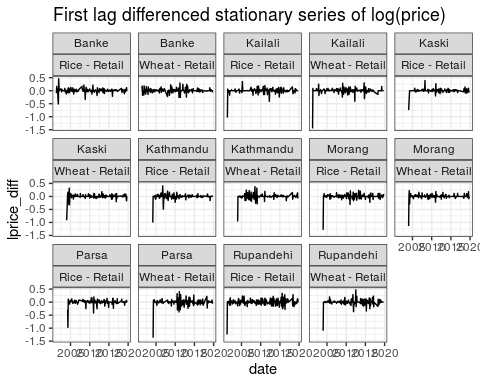 First lag differenced stationary series of log(price)
Banke Banke Kailali Kailali Kaski
Rice - Retail Wheat - Retail Rice - Retail Wheat - Retail Rice - Retail
0.5
0.0
-0.5
-1.0
-1.5
Kaski Kathmandu Kathmandu Morang Morang
Wheat - Retail Rice - Retail Wheat - Retail Rice - Retail Wheat - Retail
0.5
0.0
-0.5
-1.0
-1.5
2005 2010 2015 2020
Parsa Parsa Rupandehi Rupandehi
Rice - Retail Wheat - Retail Rice - Retail Wheat - Retail
0.5
0.0
-0.5
-1.0
-1.5
2005 2010 2015 2020 2005 2010 2015 2020 2005 2010 2015 2020 2005 2010 2015 2020
lprice_diff
date